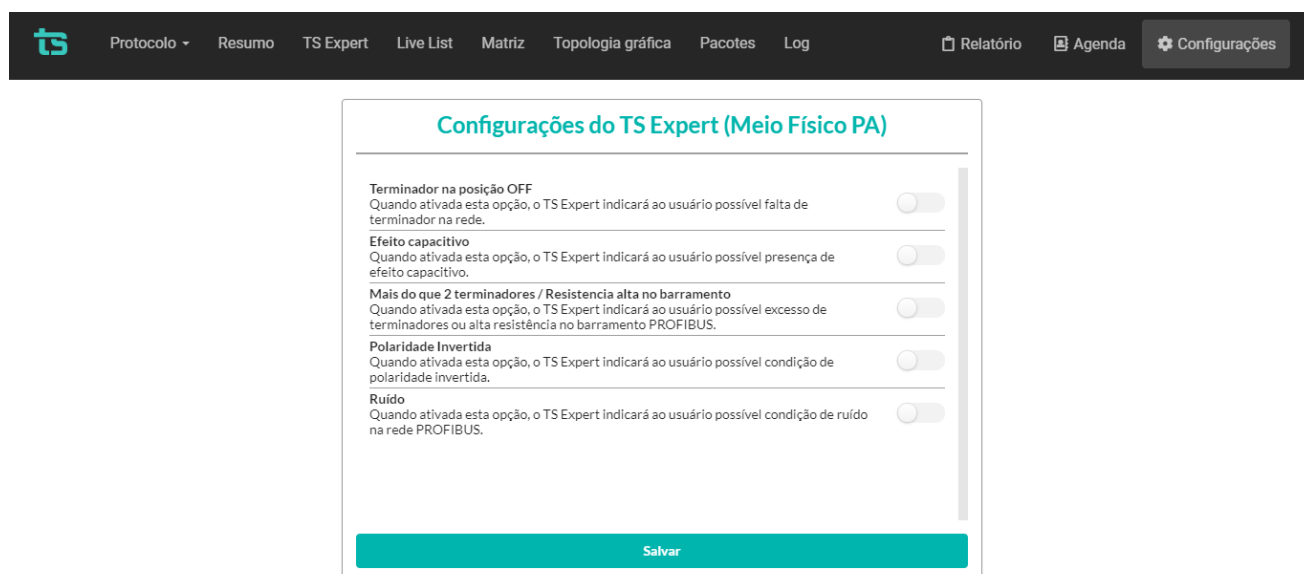 ts Protocolo Resumo TS Expert Live List Matriz Topologia gráfica Pacotes Log Relatório Agenda Configurações
Configurações do TS Expert (Meio Físico PA)
Terminador na posição OFF
Quando ativada esta opção, o TS Expert indicará ao usuário possível falta de
terminador na rede.
Efeito capacitivo
Quando ativada esta opção, o TS Expert indicará ao usuário possível presença de
efeito capacitivo.
Mais do que 2 terminadores / Resistencia alta no barramento
Quando ativada esta opção, o TS Expert indicará ao usuário possível excesso de
terminadores ou alta resistência no barramento PROFIBUS.
Polaridade Invertida
Quando ativada esta opção, o TS Expert indicará ao usuário possível condição de
polaridade invertida.
Ruído
Quando ativada esta opção, o TS Expert indicará ao usuário possível condição de ruído
na rede PROFIBUS.
Salvar